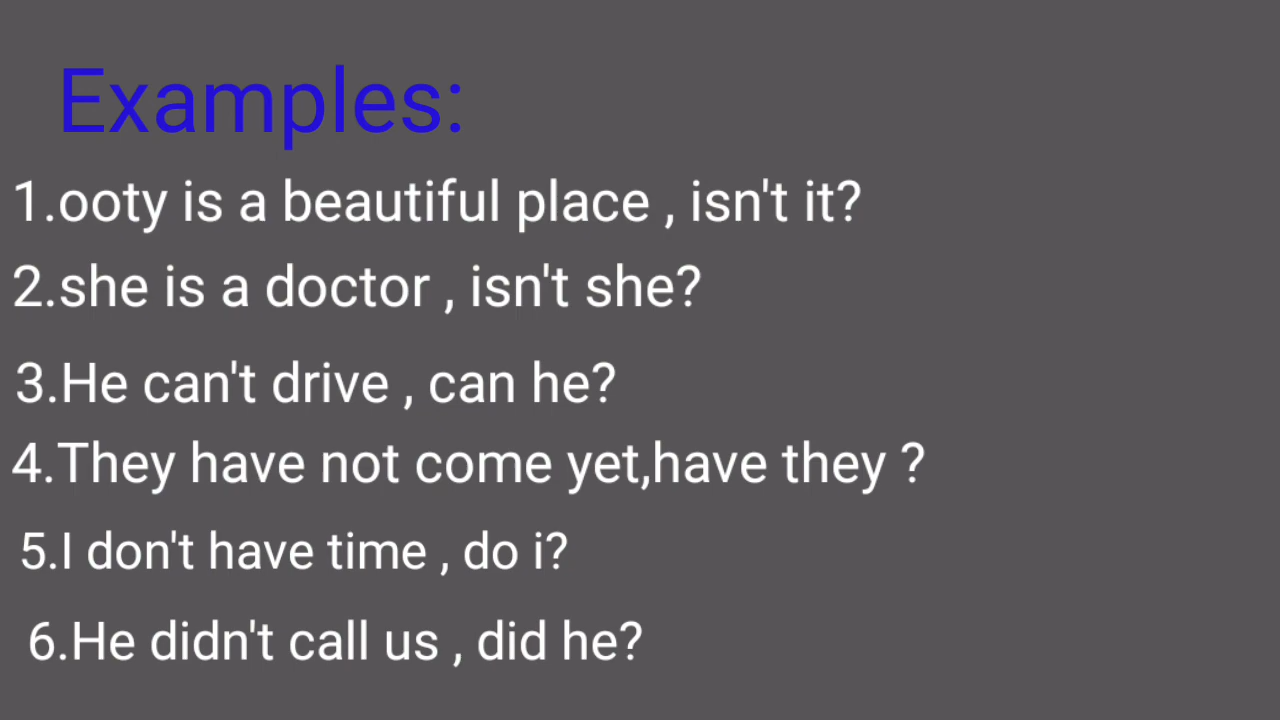 Examples:
1.ooty is a beautiful place , isn't it?
2.she is a doctor , isn't she?
3.He can't drive , can he?
4.They have not come yet,have they ?
5.I don't have time , do i?
6.He didn't call us , did he?